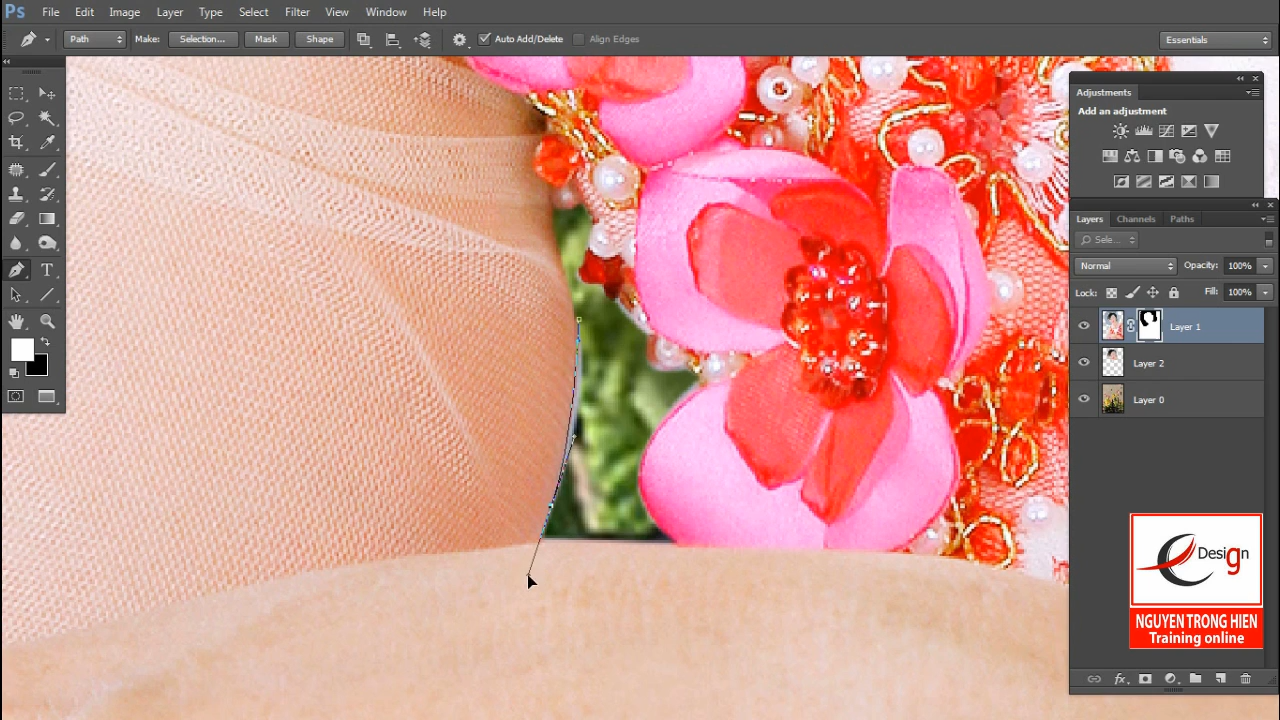 Ps File Edit Image Layer Type Select Filter View Window Help
Path Make: Selection... Mask Shape Auto Add/Delete Align Edges Essentials
Adjustments
Add an adjustment
Layers Channels Paths
Sele...
Normal Opacity: 100%
Lock: Fill: 100%
Layer 1
Layer 2
Layer 0
T
fx
Design
NGUYEN TRONG HIEN
Training online